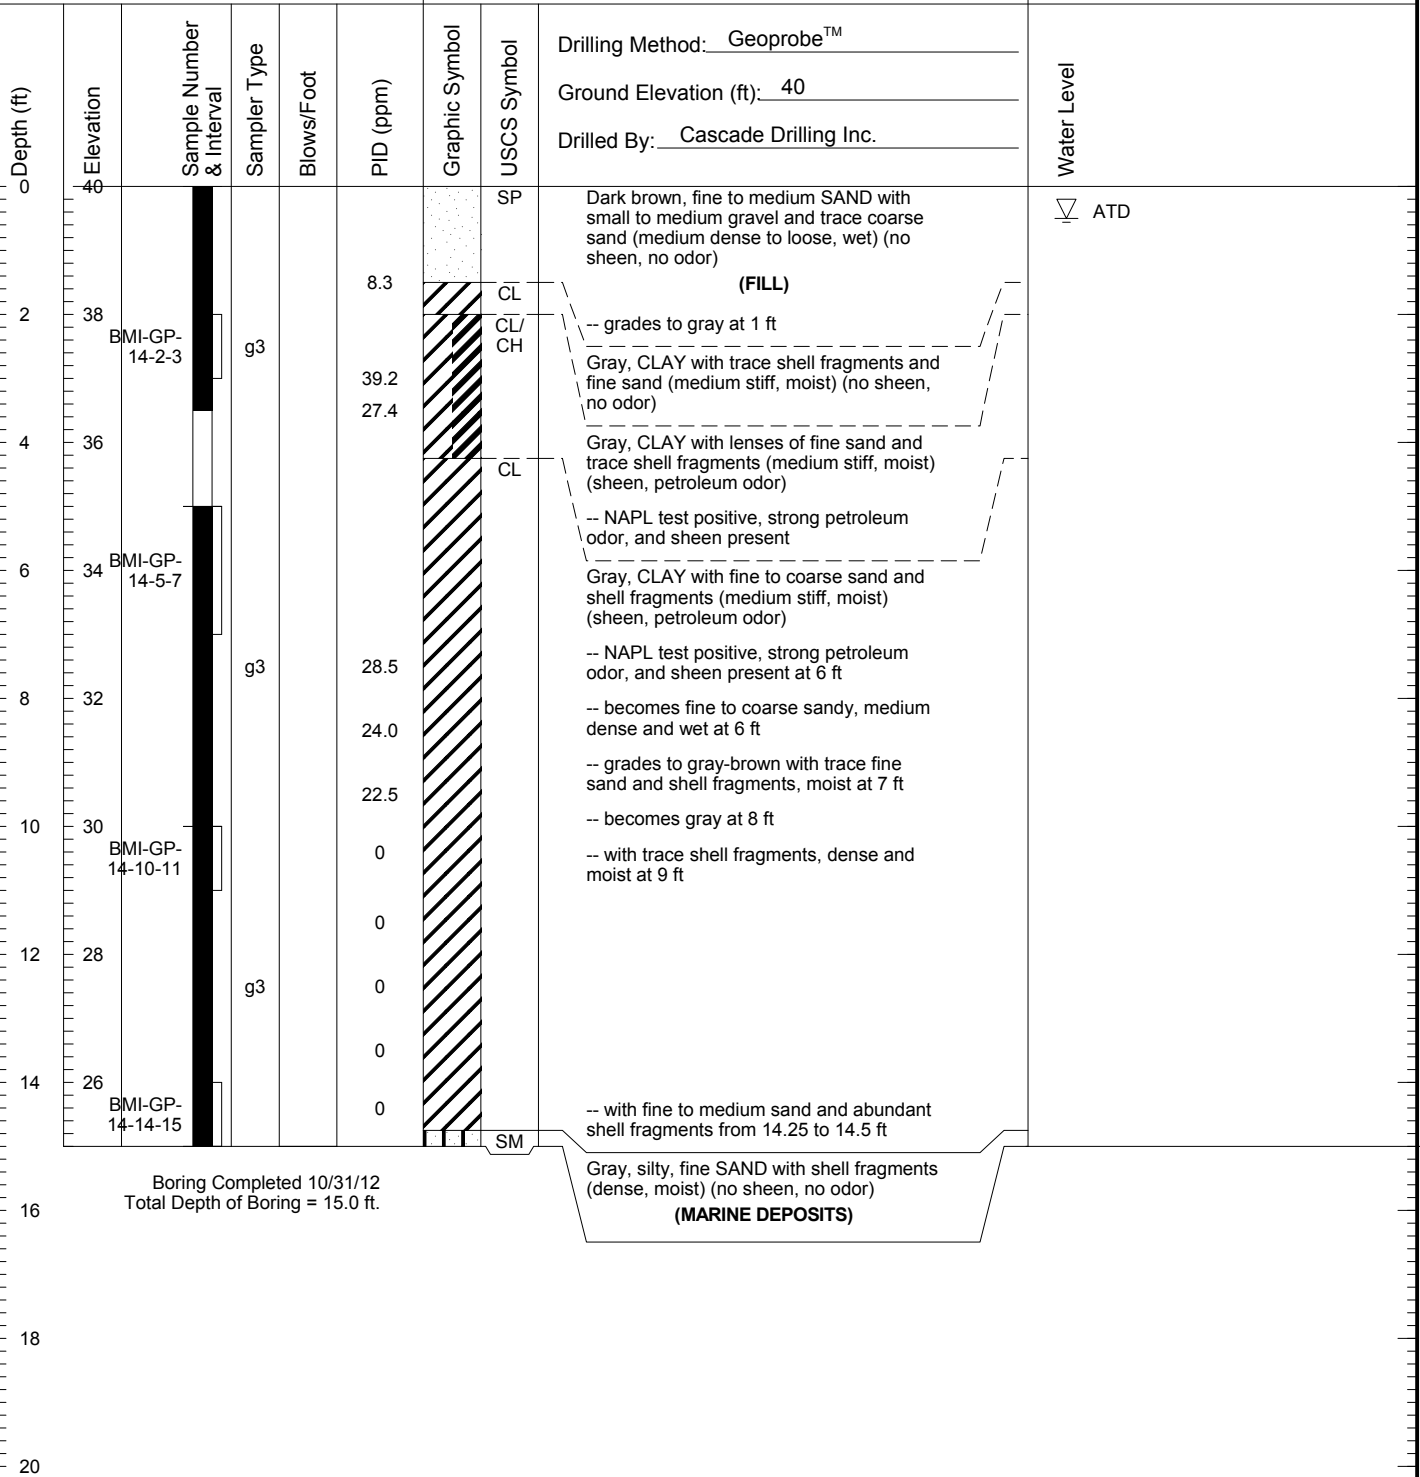 Depth (ft)
Elevation
Sample Number
& Interval
Sampler Type
Blows/Foot
PID (ppm)
Graphic Symbol
USCS Symbol
Drilling Method: Geoprobe™
Ground Elevation (ft): 40
Drilled By: Cascade Drilling Inc.
Water Level
0
40
SP
Dark brown, fine to medium SAND with
small to medium gravel and trace coarse
sand (medium dense to loose, wet) (no
sheen, no odor)
(FILL)
ATD
8.3
CL
2
38
BMI-GP-
14-2-3
g3
CL/
CH
-- grades to gray at 1 ft
Gray, CLAY with trace shell fragments and
fine sand (medium stiff, moist) (no sheen,
no odor)
39.2
27.4
4
36
CL
Gray, CLAY with lenses of fine sand and
trace shell fragments (medium stiff, moist)
(sheen, petroleum odor)
-- NAPL test positive, strong petroleum
odor, and sheen present
6
34
BMI-GP-
14-5-7
Gray, CLAY with fine to coarse sand and
shell fragments (medium stiff, moist)
(sheen, petroleum odor)
g3
28.5
-- NAPL test positive, strong petroleum
odor, and sheen present at 6 ft
8
32
24.0
-- becomes fine to coarse sandy, medium
dense and wet at 6 ft
22.5
-- grades to gray-brown with trace fine
sand and shell fragments, moist at 7 ft
10
30
-- becomes gray at 8 ft
BMI-GP-
14-10-11
0
-- with trace shell fragments, dense and
moist at 9 ft
0
12
28
g3
0
0
14
26
BMI-GP-
14-14-15
0
-- with fine to medium sand and abundant
shell fragments from 14.25 to 14.5 ft
SM
Gray, silty, fine SAND with shell fragments
(dense, moist) (no sheen, no odor)
(MARINE DEPOSITS)
Boring Completed 10/31/12
Total Depth of Boring = 15.0 ft.
16
18
20